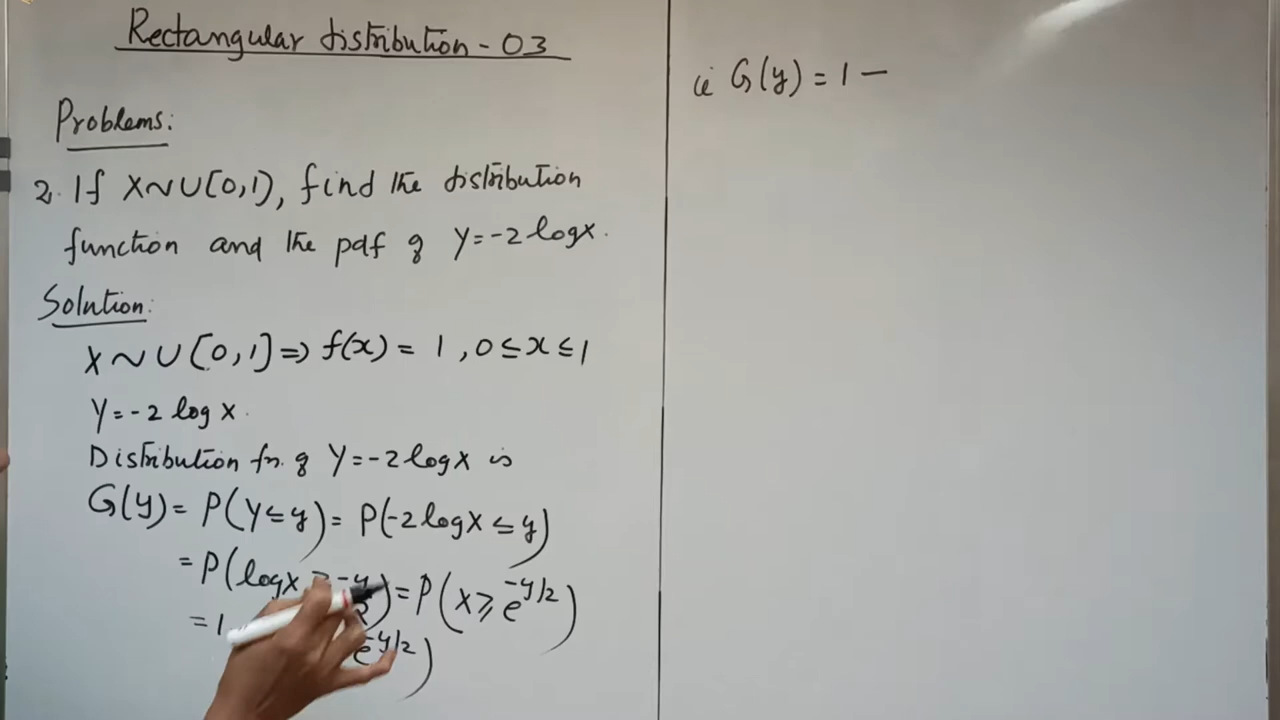 Rectangular distribution - 03
Problems:
2. If X~U[0,1), find the distribution
function and the pdf of Y=-2logX.
Solution:
X~U[0,1] ⇒ f(x) = 1, 0≤x≤1
Y=-2 log X.
Distribution fn. of Y=-2logX is
G(y)= P(Y≤y)= P(-2logX ≤ y)
= P(logX ≥ -y/2) = P(X ≥ e^{-y/2})
= 1 e^{-y/2})
ie G(y) = 1 –